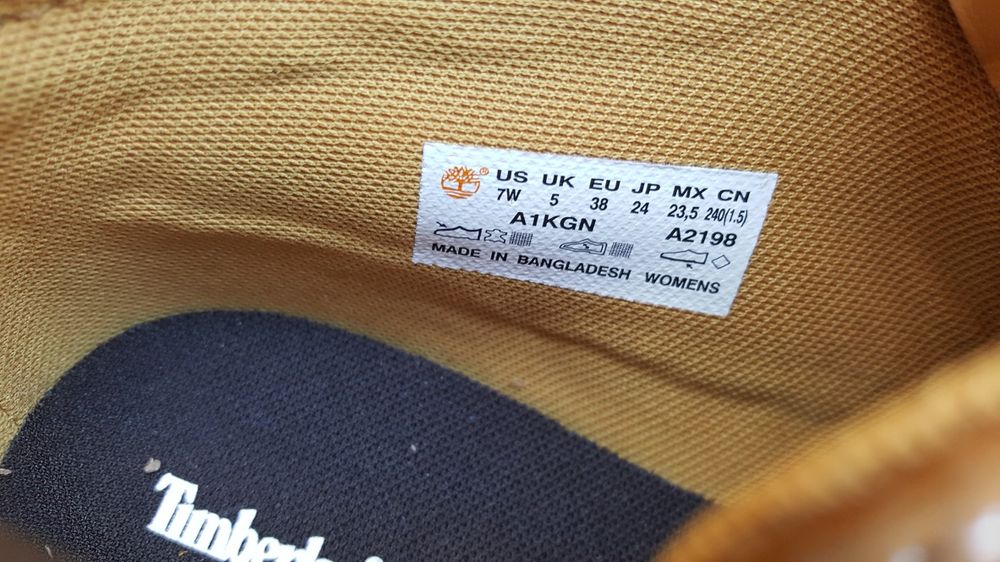 ® US UK EU JP MX CN
7W 5 38 24 23,5 240(1.5)
A1KGN A2198
MADE IN BANGLADESH WOMENS